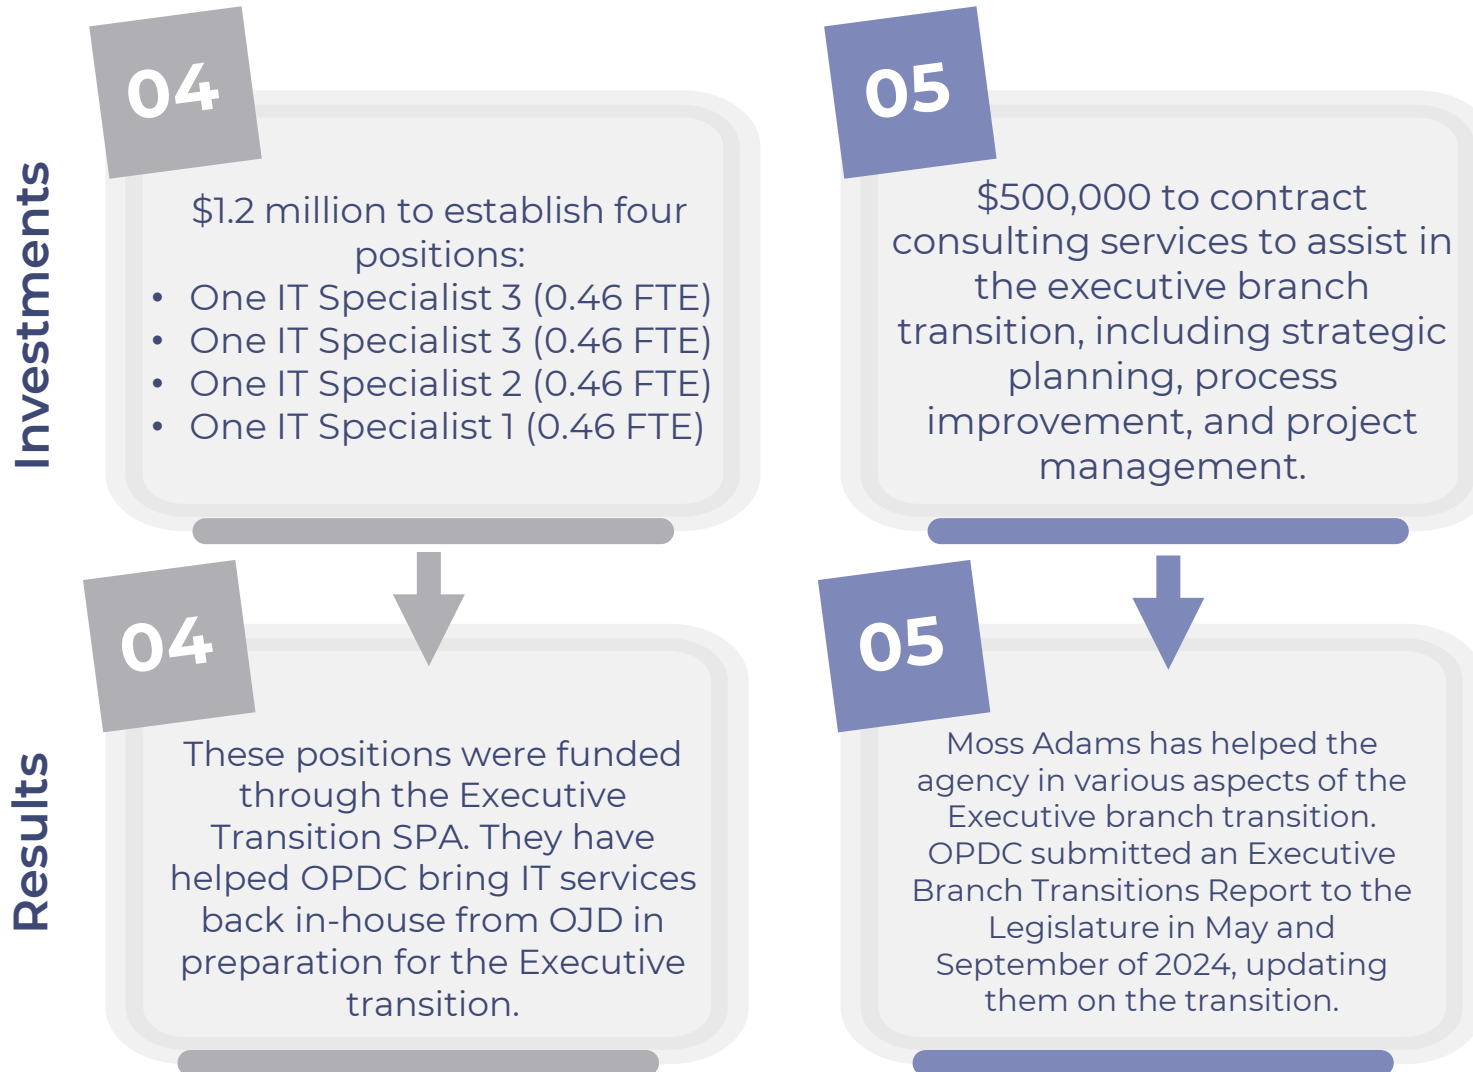 Investments
04
$1.2 million to establish four
positions:
• One IT Specialist 3 (0.46 FTE)
• One IT Specialist 3 (0.46 FTE)
• One IT Specialist 2 (0.46 FTE)
• One IT Specialist 1 (0.46 FTE)
05
$500,000 to contract
consulting services to assist in
the executive branch
transition, including strategic
planning, process
improvement, and project
management.
Results
04
These positions were funded
through the Executive
Transition SPA. They have
helped OPDC bring IT services
back in-house from OJD in
preparation for the Executive
transition.
05
Moss Adams has helped the
agency in various aspects of the
Executive branch transition.
OPDC submitted an Executive
Branch Transitions Report to the
Legislature in May and
September of 2024, updating
them on the transition.